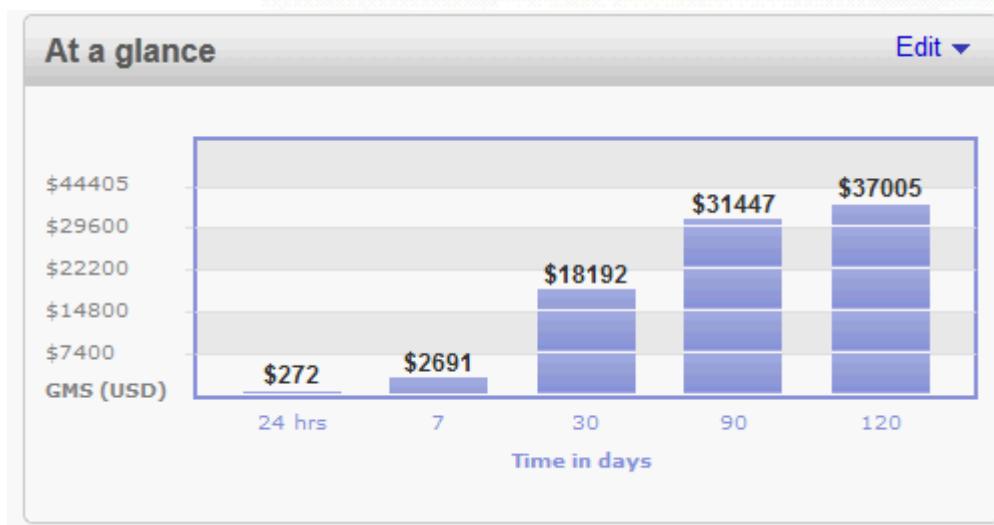 At a glance
Edit
$44405
$29600
$22200
$14800
$7400
GMS (USD)
$272
$2691
$18192
$31447
$37005
24 hrs 7 30 90 120
Time in days